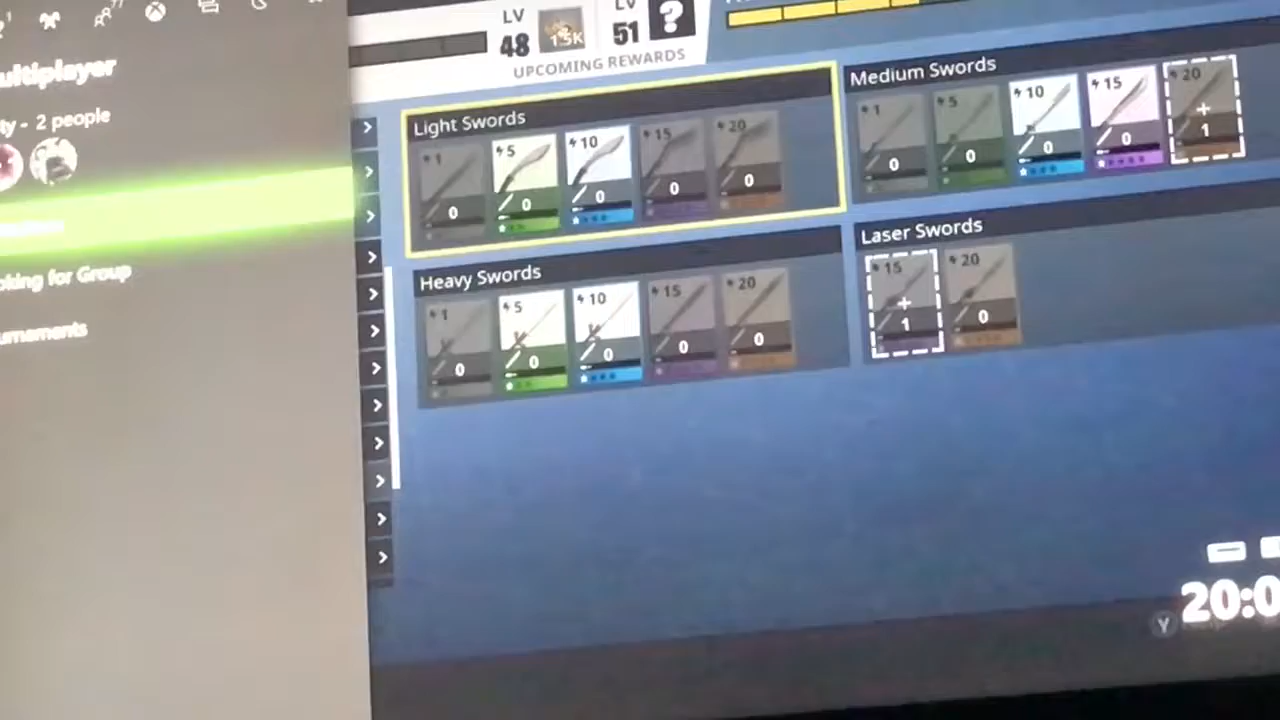 ultiplayer
ty - 2 people
oking for Group
urnaments
LV
48
1.5K
LV
51
?
UPCOMING REWARDS
Light Swords
1 5 10 15 20
0 0 0 0 0
Medium Swords
1 5 10 15 20
0 0 0 0 + 1
Heavy Swords
1 5 10 15 20
0 0 0 0 0
Laser Swords
15 20
+ 1 0
Y
20:0